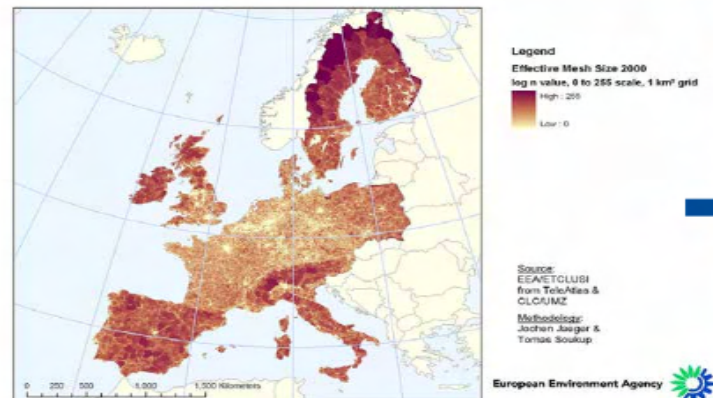 Legend
Effective Mesh Size 2000
log n value, 0 to 255 scale, 1 km² grid
High : 255
Low : 0
Source:
EEA/ETCLUSI
from TeleAtlas &
CLC/UMZ
Methodology:
Jochen Jaeger &
Tomas Soukup
0 250 500 1,000 1,500 Kilometers
European Environment Agency